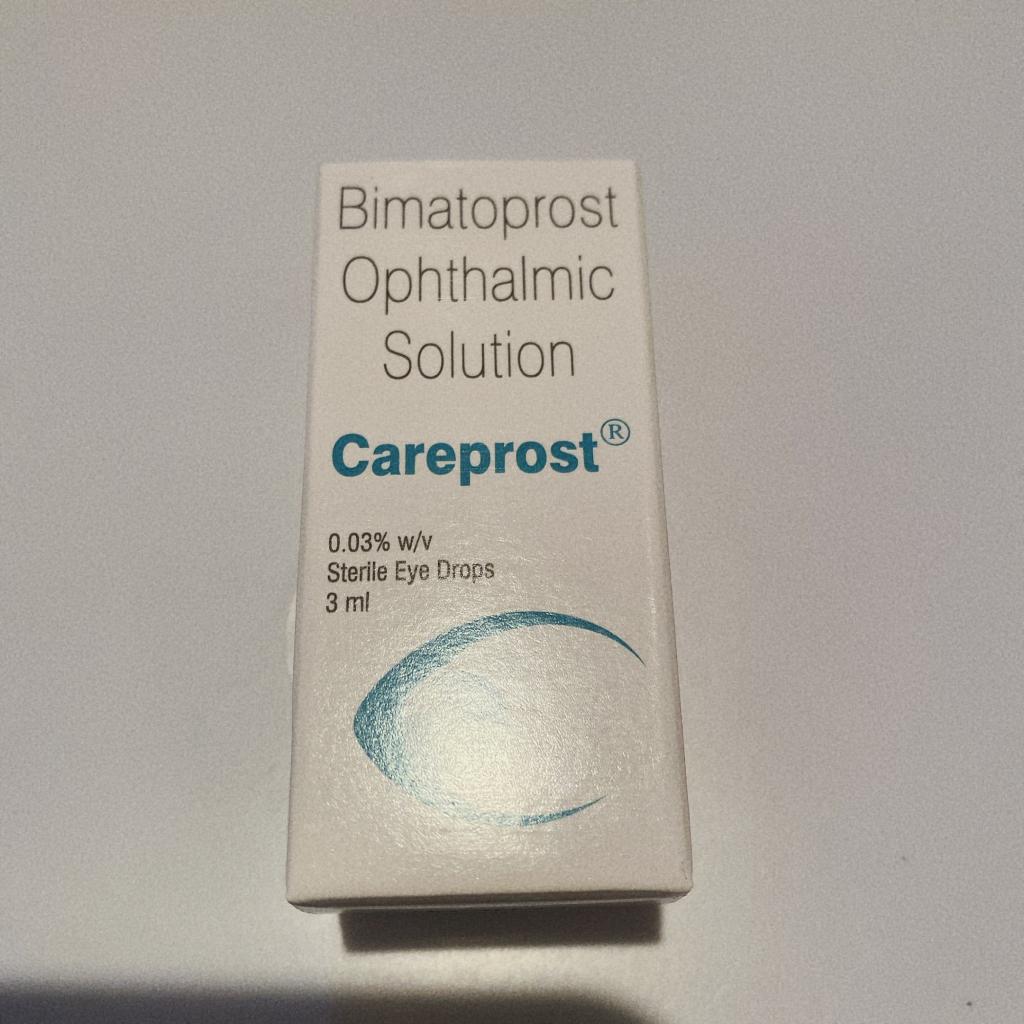 Bimatoprost
Ophthalmic
Solution
Careprost®
0.03% w/v
Sterile Eye Drops
3 ml